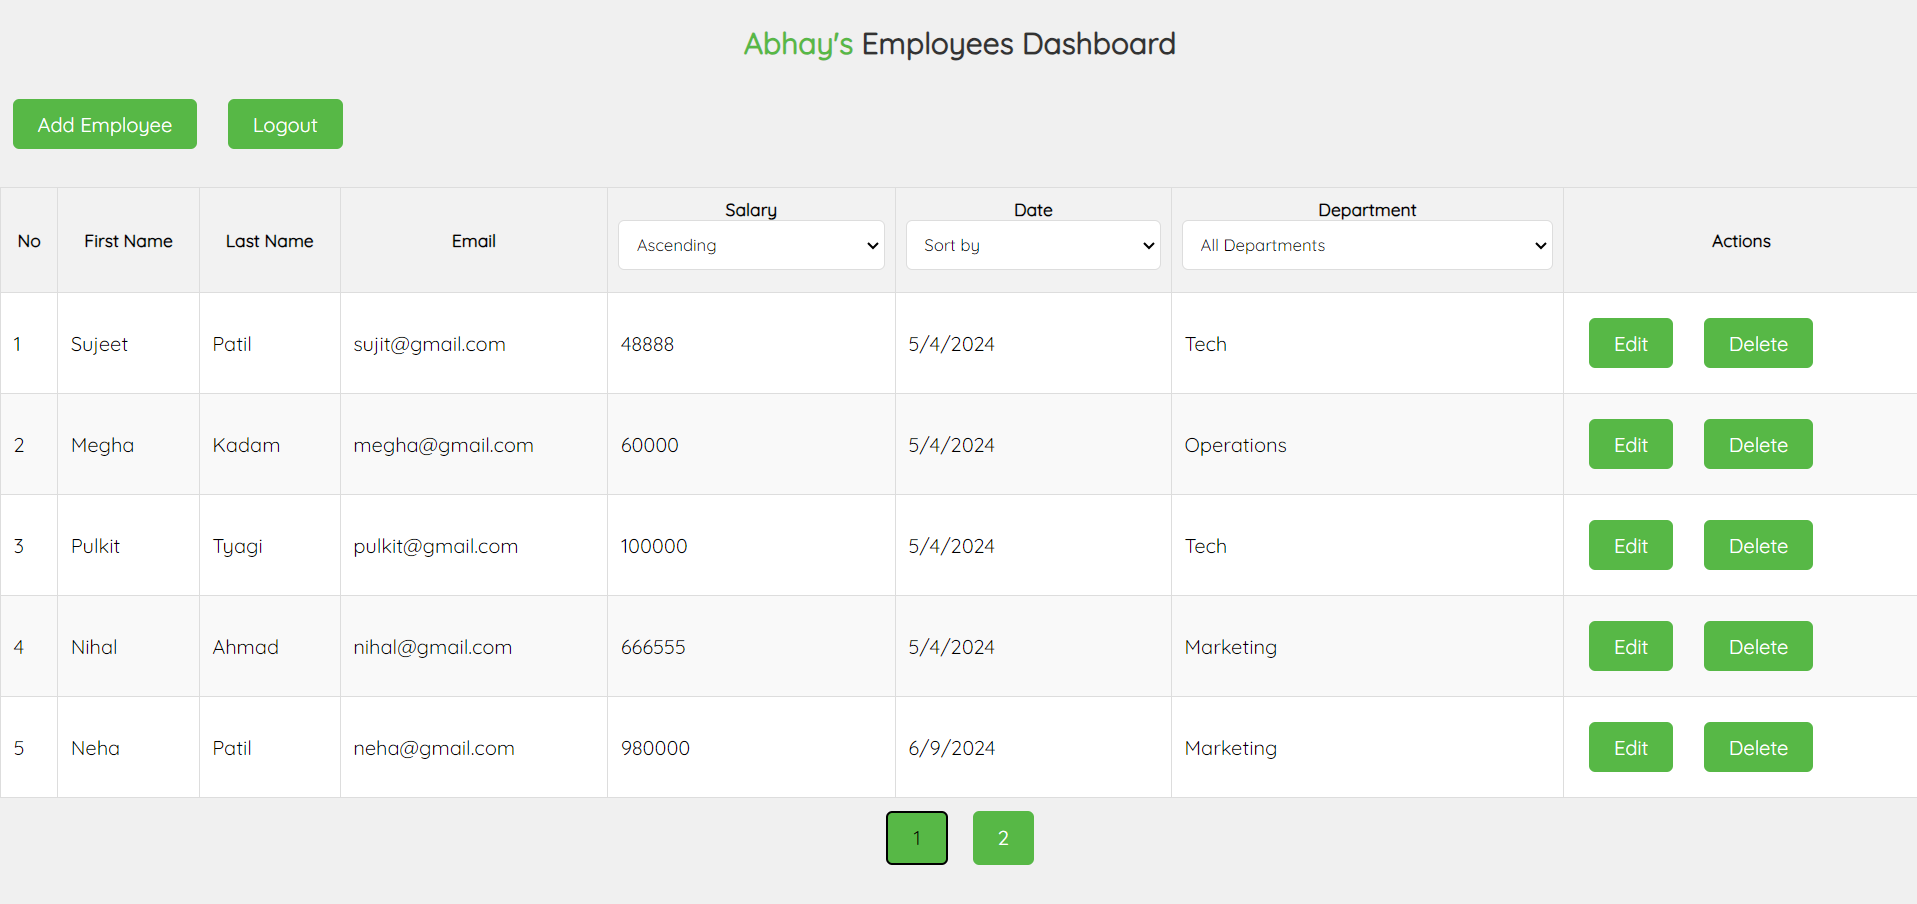 Abhay's Employees Dashboard
Add Employee Logout
No First Name Last Name Email Salary Ascending Date Sort by Department All Departments Actions
1 Sujeet Patil sujit@gmail.com 48888 5/4/2024 Tech Edit Delete
2 Megha Kadam megha@gmail.com 60000 5/4/2024 Operations Edit Delete
3 Pulkit Tyagi pulkit@gmail.com 100000 5/4/2024 Tech Edit Delete
4 Nihal Ahmad nihal@gmail.com 666555 5/4/2024 Marketing Edit Delete
5 Neha Patil neha@gmail.com 980000 6/9/2024 Marketing Edit Delete
1 2